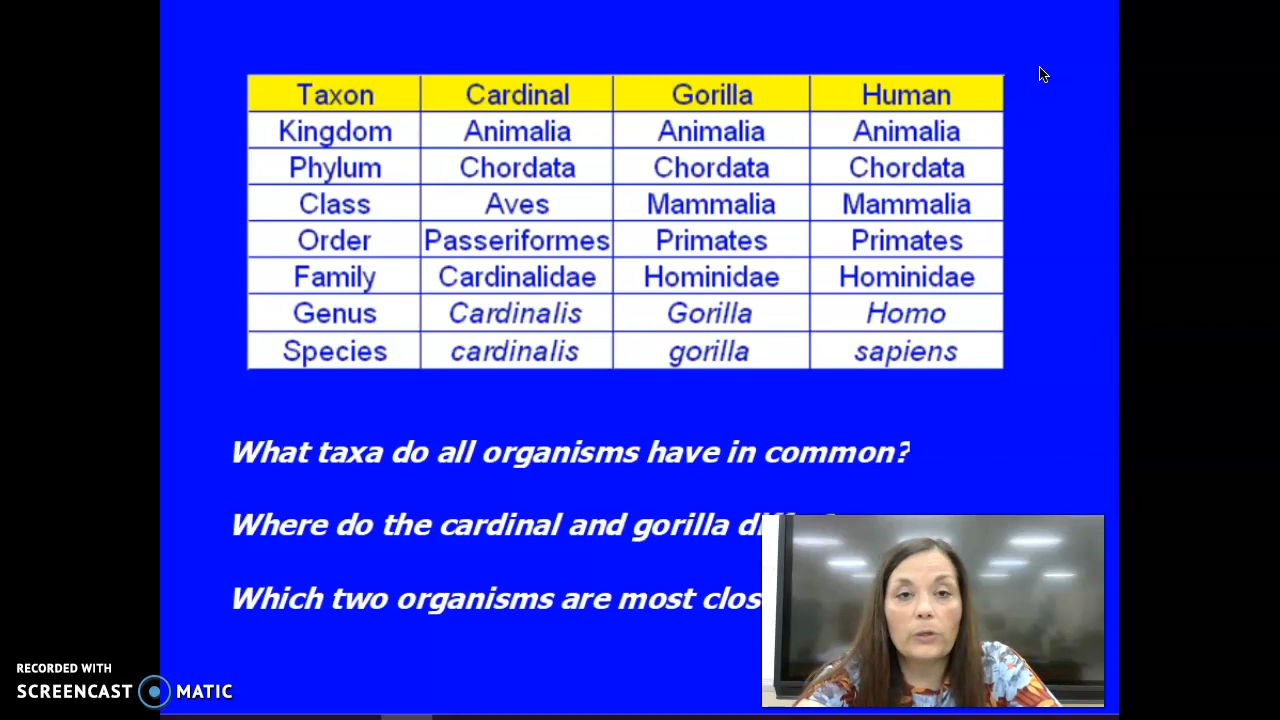 Taxon Cardinal Gorilla Human
Kingdom Animalia Animalia Animalia
Phylum Chordata Chordata Chordata
Class Aves Mammalia Mammalia
Order Passeriformes Primates Primates
Family Cardinalidae Hominidae Hominidae
Genus Cardinalis Gorilla Homo
Species cardinalis gorilla sapiens
What taxa do all organisms have in common?
Where do the cardinal and gorilla
Which two organisms are most
RECORDED WITH
SCREENCAST MATIC